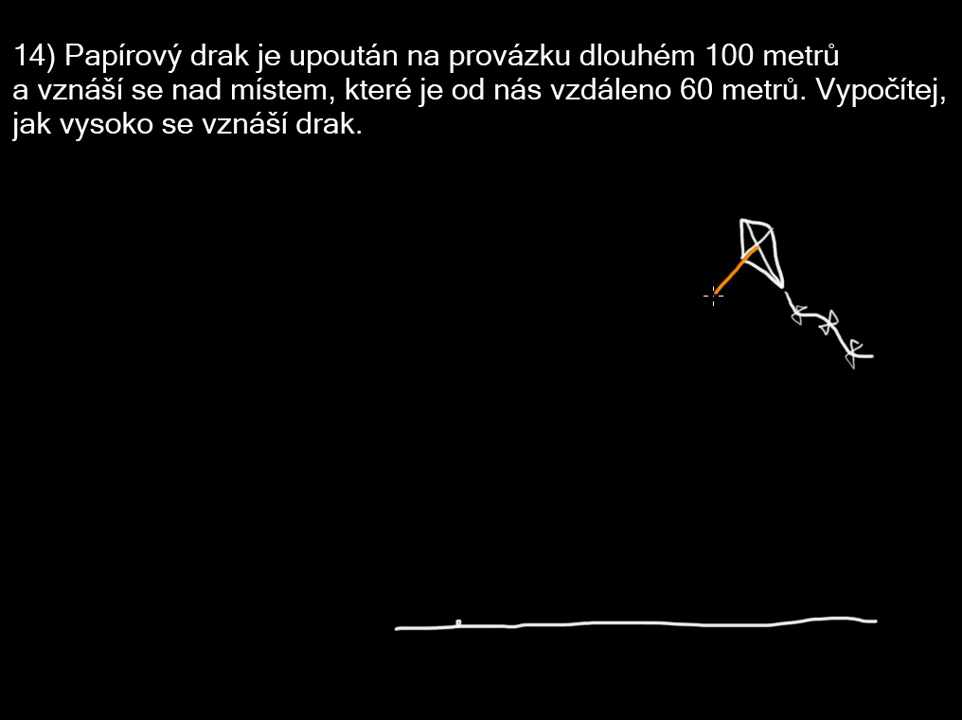 14) Papírový drak je upoután na provázku dlouhém 100 metrů
a vznáší se nad místem, které je od nás vzdáleno 60 metrů. Vypočítej,
jak vysoko se vznáší drak.